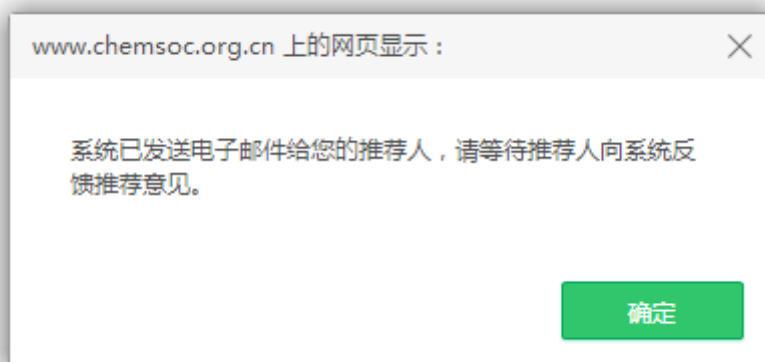 www.chemsoc.org.cn 上的网页显示：
系统已发送电子邮件给您的推荐人，请等待推荐人向系统反
馈推荐意见。
确定